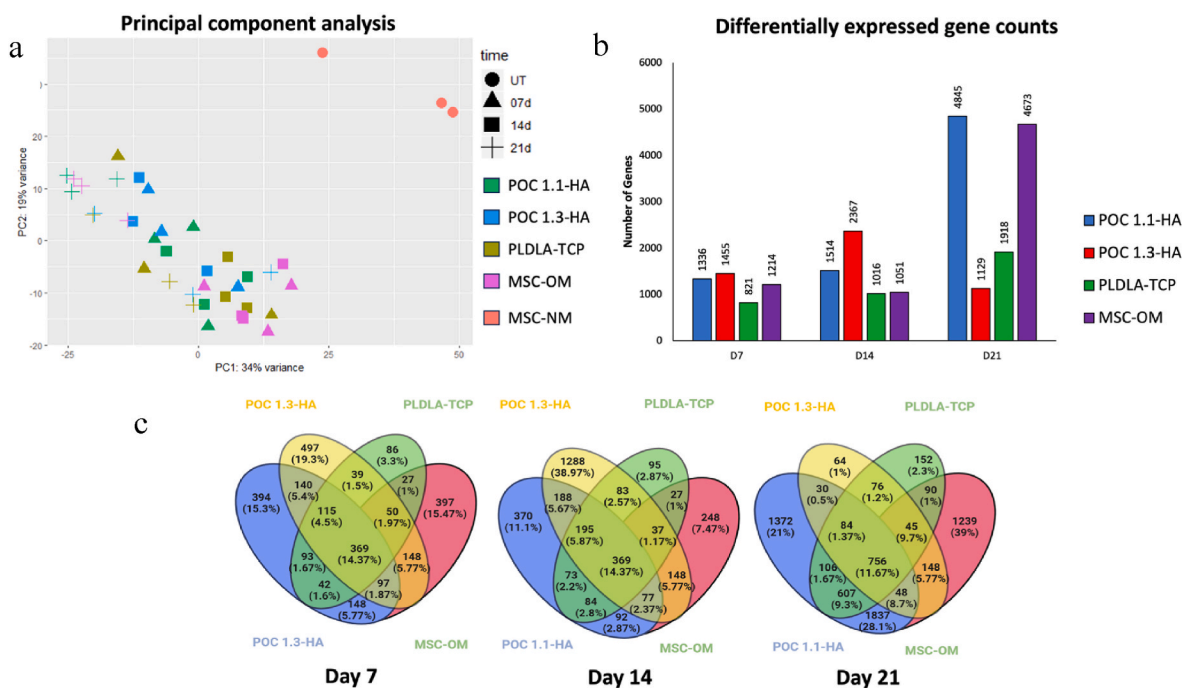 Principal component analysis
Differentially expressed gene counts
a
b
time
UT
07d
14d
21d
POC 1.1-HA
POC 1.3-HA
PLDLA-TCP
MSC-OM
MSC-NM
20
10
0
-10
-20
PC2: 19% variance
-25
0
25
50
PC1: 34% variance
6000
5000
4000
3000
2000
1000
0
Number of Genes
1336
1455
821
1214
1514
2367
1016
1051
4845
1129
1918
4673
D7
D14
D21
POC 1.1-HA
POC 1.3-HA
PLDLA-TCP
MSC-OM
c
POC 1.3-HA
PLDLA-TCP
497
(19.3%)
86
(3.3%)
39
(1.5%)
140
(5.4%)
27
(1%)
394
(15.3%)
397
(15.47%)
115
(4.5%)
50
(1.97%)
369
(14.37%)
93
(1.67%)
148
(5.77%)
42
(1.6%)
97
(1.87%)
148
(5.77%)
POC 1.3-HA
MSC-OM
Day 7
POC 1.3-HA
PLDLA-TCP
1288
(38.97%)
95
(2.87%)
83
(2.57%)
188
(5.67%)
27
(1%)
370
(11.1%)
248
(7.47%)
195
(5.87%)
37
(1.17%)
369
(14.37%)
73
(2.2%)
148
(5.77%)
84
(2.8%)
77
(2.37%)
92
(2.87%)
POC 1.1-HA
MSC-OM
Day 14
POC 1.3-HA
PLDLA-TCP
64
(1%)
152
(2.3%)
76
(1.2%)
30
(0.5%)
90
(1%)
1372
(21%)
1239
(39%)
84
(1.37%)
45
(9.7%)
756
(11.67%)
106
(1.67%)
148
(5.77%)
607
(9.3%)
48
(8.7%)
1837
(28.1%)
POC 1.1-HA
MSC-OM
Day 21